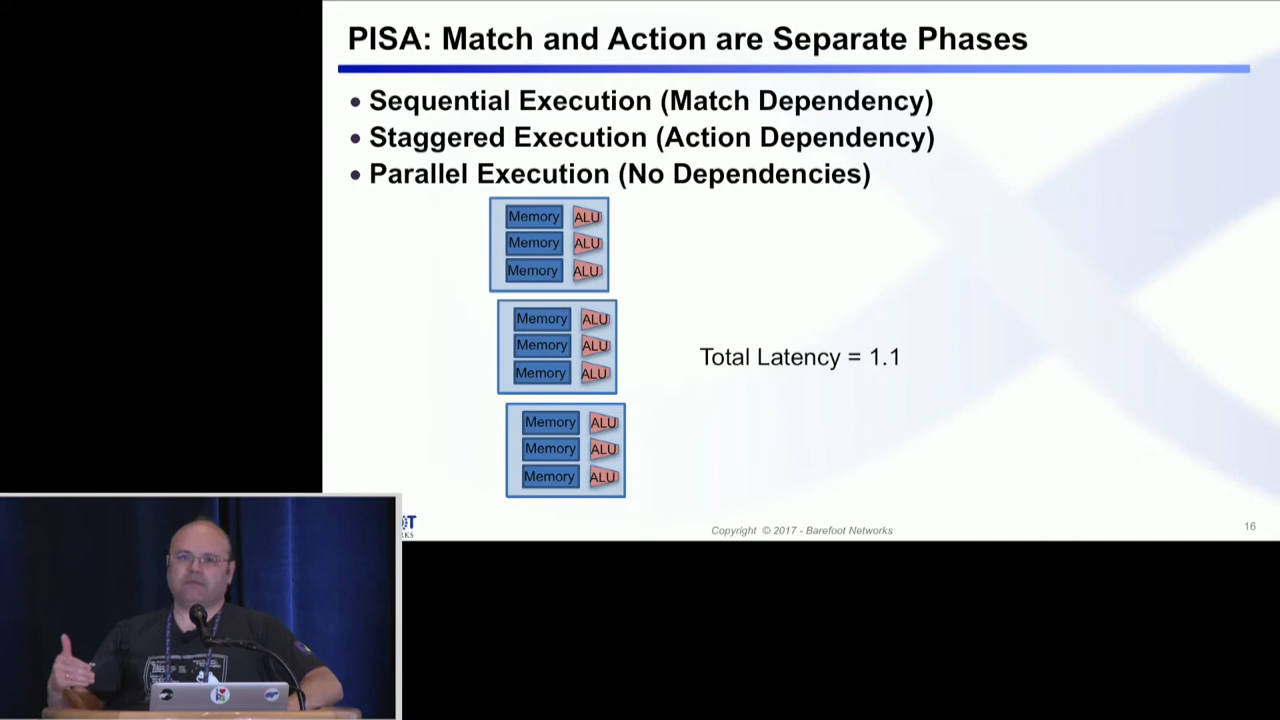 PISA: Match and Action are Separate Phases
• Sequential Execution (Match Dependency)
• Staggered Execution (Action Dependency)
• Parallel Execution (No Dependencies)
Memory ALU
Memory ALU
Memory ALU
Memory ALU
Memory ALU
Memory ALU
Total Latency = 1.1
Memory ALU
Memory ALU
Memory ALU
Copyright © 2017 - Barefoot Networks
16